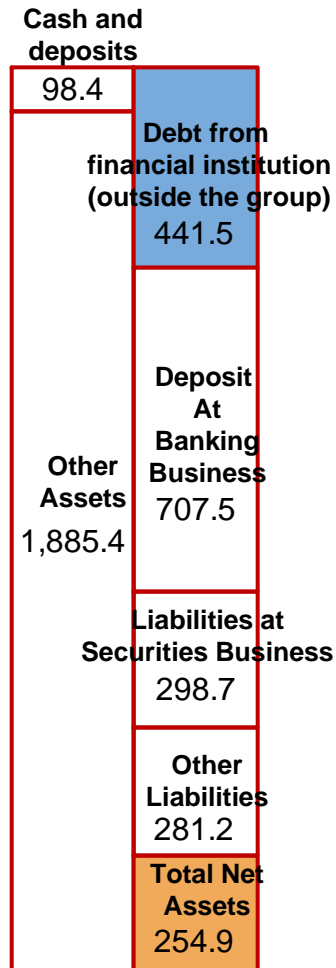 Cash and
deposits
98.4
Other
Assets
1,885.4
Debt from
financial institution
(outside the group)
441.5
Deposit
At
Banking
Business
707.5
Liabilities at
Securities Business
298.7
Other
Liabilities
281.2
Total Net
Assets
254.9